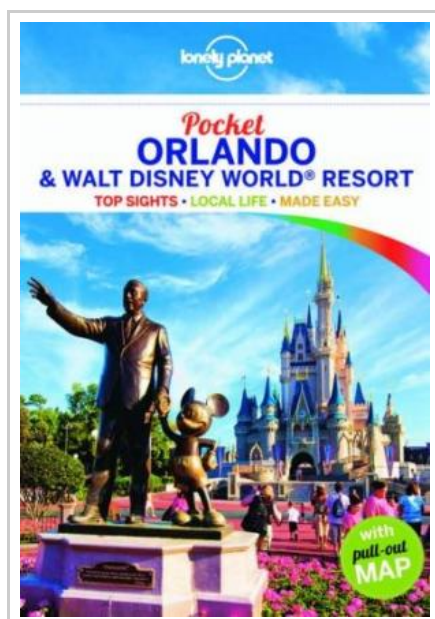 lonely planet
Pocket
ORLANDO
& WALT DISNEY WORLD® RESORT
TOP SIGHTS • LOCAL LIFE • MADE EASY
with
pull-out
MAP